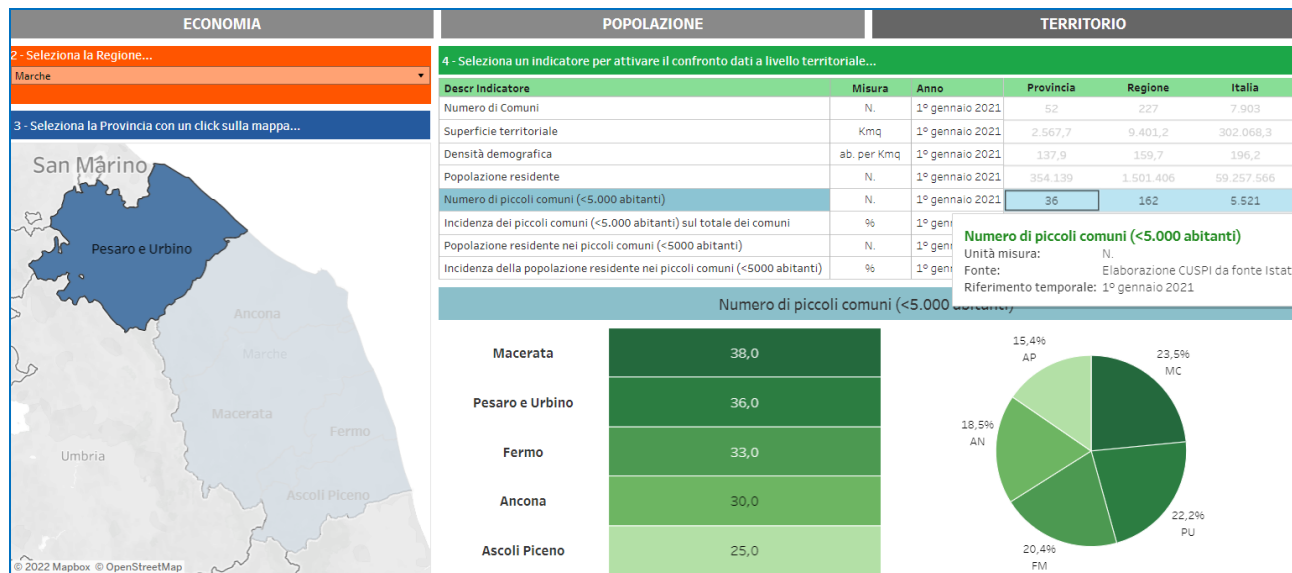 ECONOMIA
POPOLAZIONE
TERRITORIO
2 - Seleziona la Regione...
Marche
3 - Seleziona la Provincia con un click sulla mappa...
San Marino
Pesaro e Urbino
Ancona
Marche
Macerata
Fermo
Umbria
Ascoli Piceno
© 2022 Mapbox © OpenStreetMap
4 - Seleziona un indicatore per attivare il confronto dati a livello territoriale...
Descr Indicatore Misura Anno Provincia Regione Italia
Numero di Comuni N. 1º gennaio 2021 52 227 7.903
Superficie territoriale Kmq 1º gennaio 2021 2.567,7 9.401,2 302.068,3
Densità demografica ab. per Kmq 1º gennaio 2021 137,9 159,7 196,2
Popolazione residente N. 1º gennaio 2021 354.139 1.501.406 59.257.566
Numero di piccoli comuni (<5.000 abitanti) N. 1º gennaio 2021 36 162 5.521
Incidenza dei piccoli comuni (<5.000 abitanti) sul totale dei comuni % 1º genn
Popolazione residente nei piccoli comuni (<5000 abitanti) N. 1º genn
Incidenza della popolazione residente nei piccoli comuni (<5000 abitanti) % 1º genn
Numero di piccoli comuni (<5.000 abitanti)
Unità misura: N.
Fonte: Elaborazione CUSPI da fonte Istat
Riferimento temporale: 1º gennaio 2021
Numero di piccoli comuni (<5.000 abitanti)
Macerata 38,0
Pesaro e Urbino 36,0
Fermo 33,0
Ancona 30,0
Ascoli Piceno 25,0
15,4%
AP
23,5%
MC
18,5%
AN
22,2%
PU
20,4%
FM